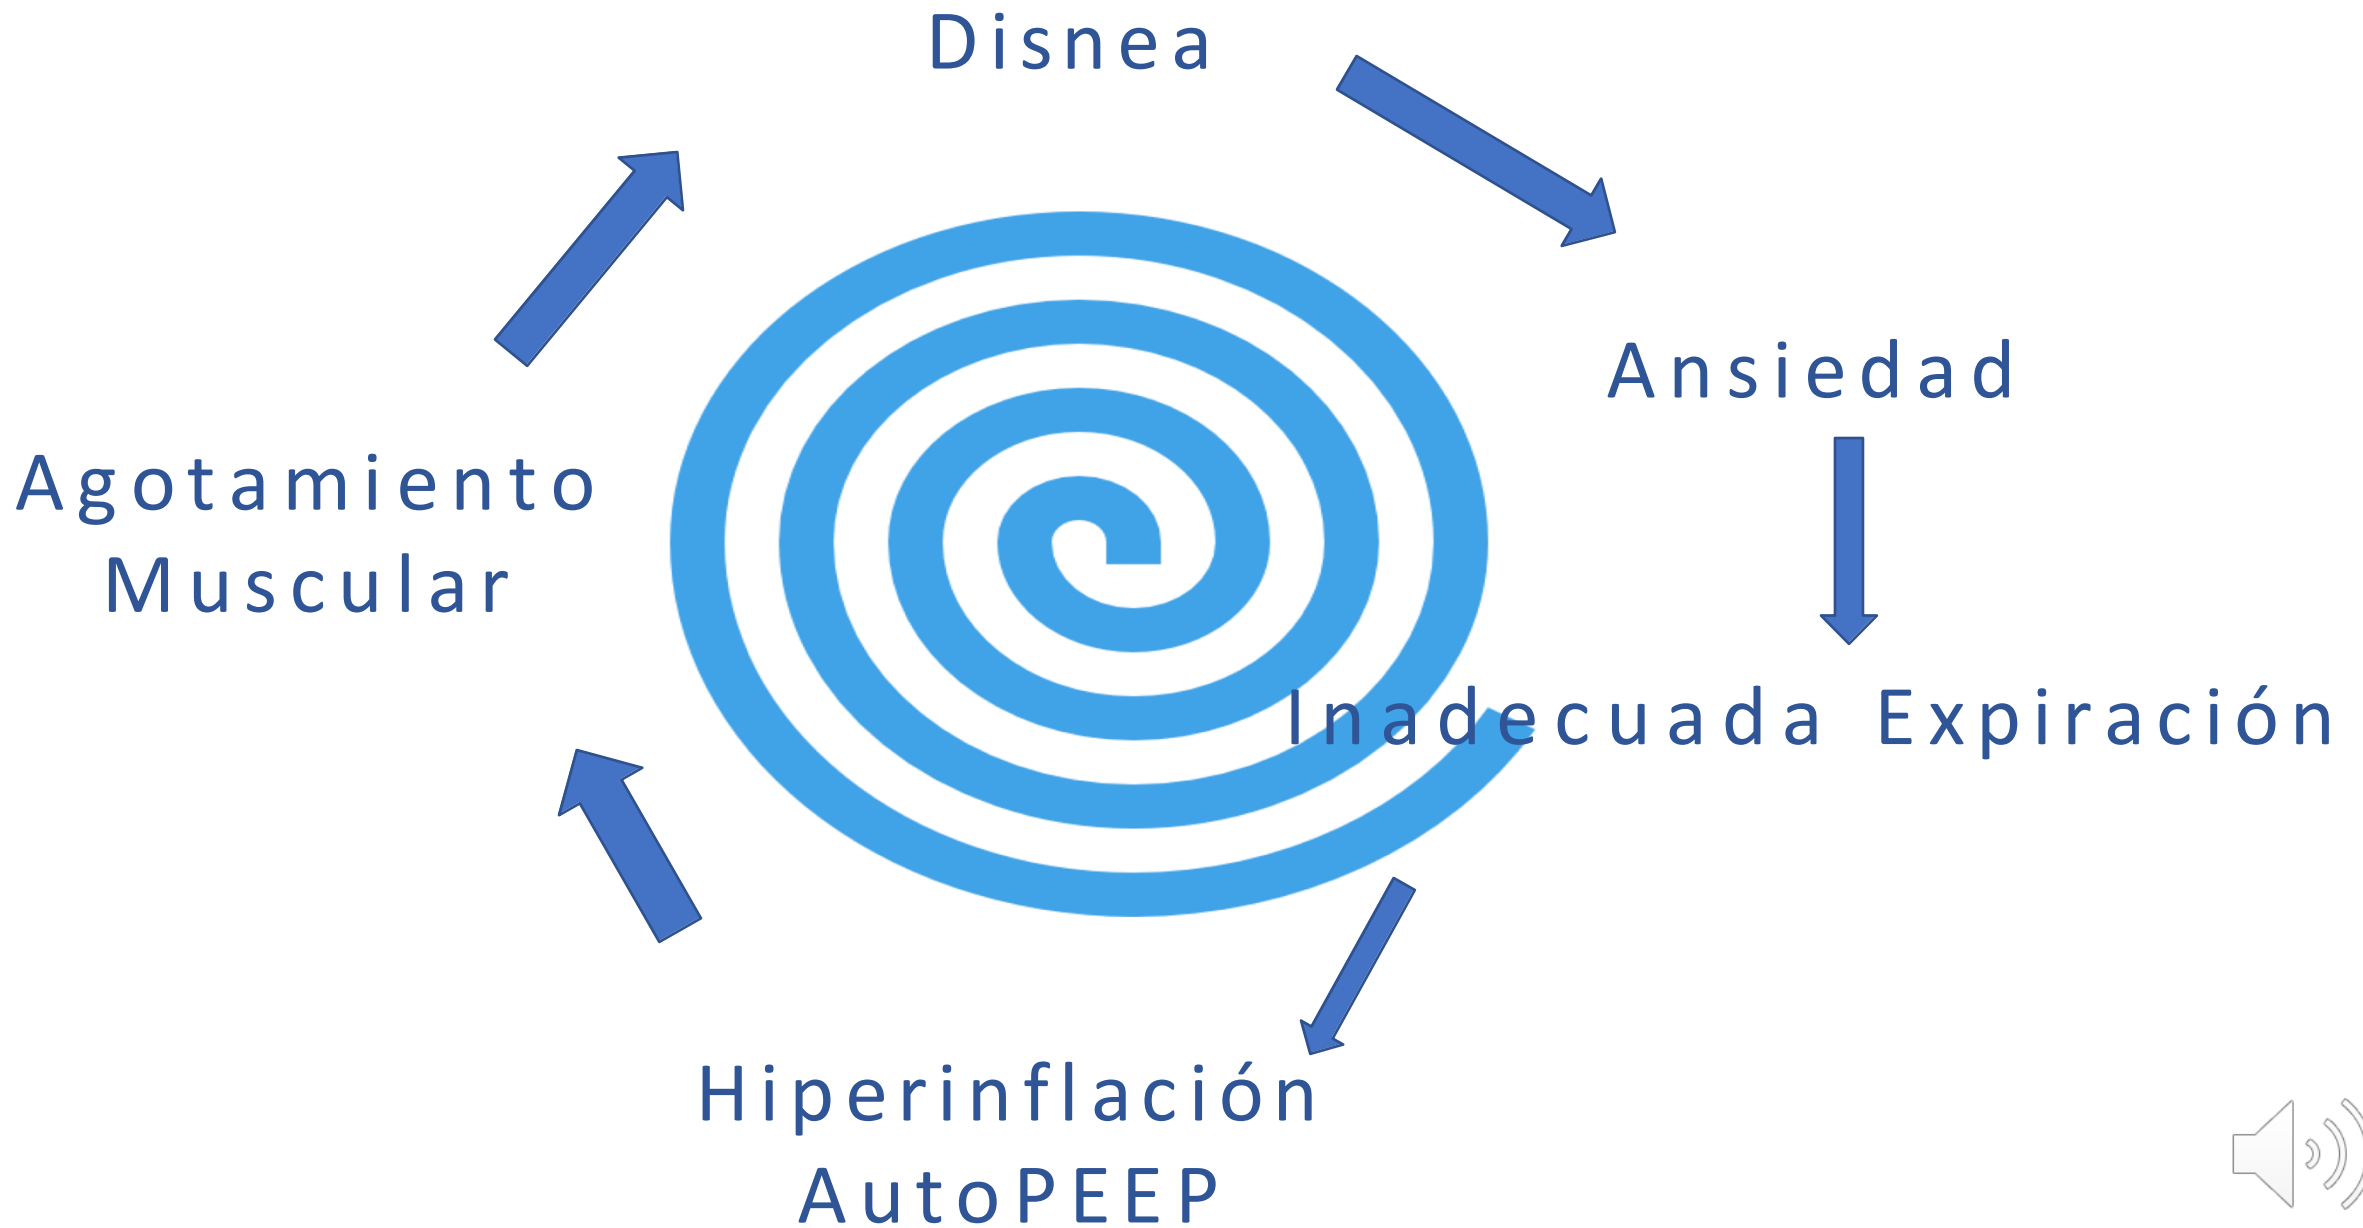 Disnea
Ansiedad
Inadecuada Expiración
Hiperinflación
AutoPEEP
Agotamiento
Muscular